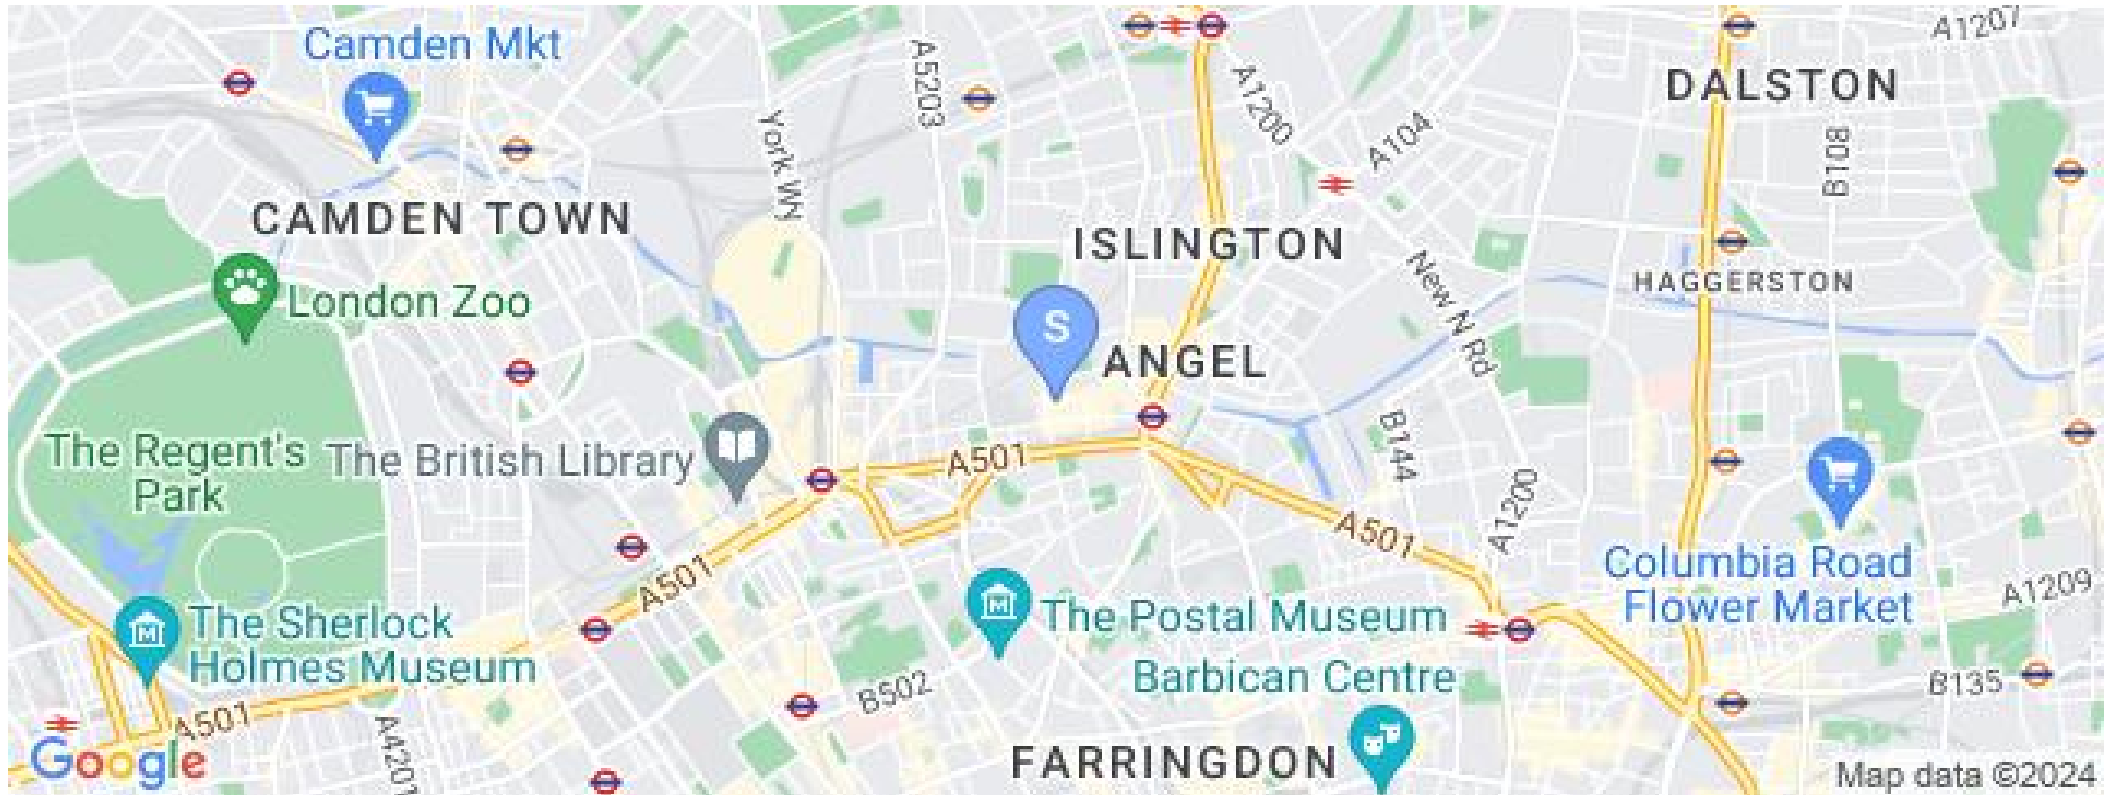 Camden Mkt
A5203
A1200
A104
A1207
DALSTON
York Wy
B108
CAMDEN TOWN
ISLINGTON
HAGGERSTON
London Zoo
S
ANGEL
New N Rd
The Regent's
Park
The British Library
A501
B144
A1200
A501
A501
Columbia Road
Flower Market
A1209
The Sherlock
Holmes Museum
The Postal Museum
Barbican Centre
B502
B135
A501
A4201
FARRINGDON
Google
Map data ©2024